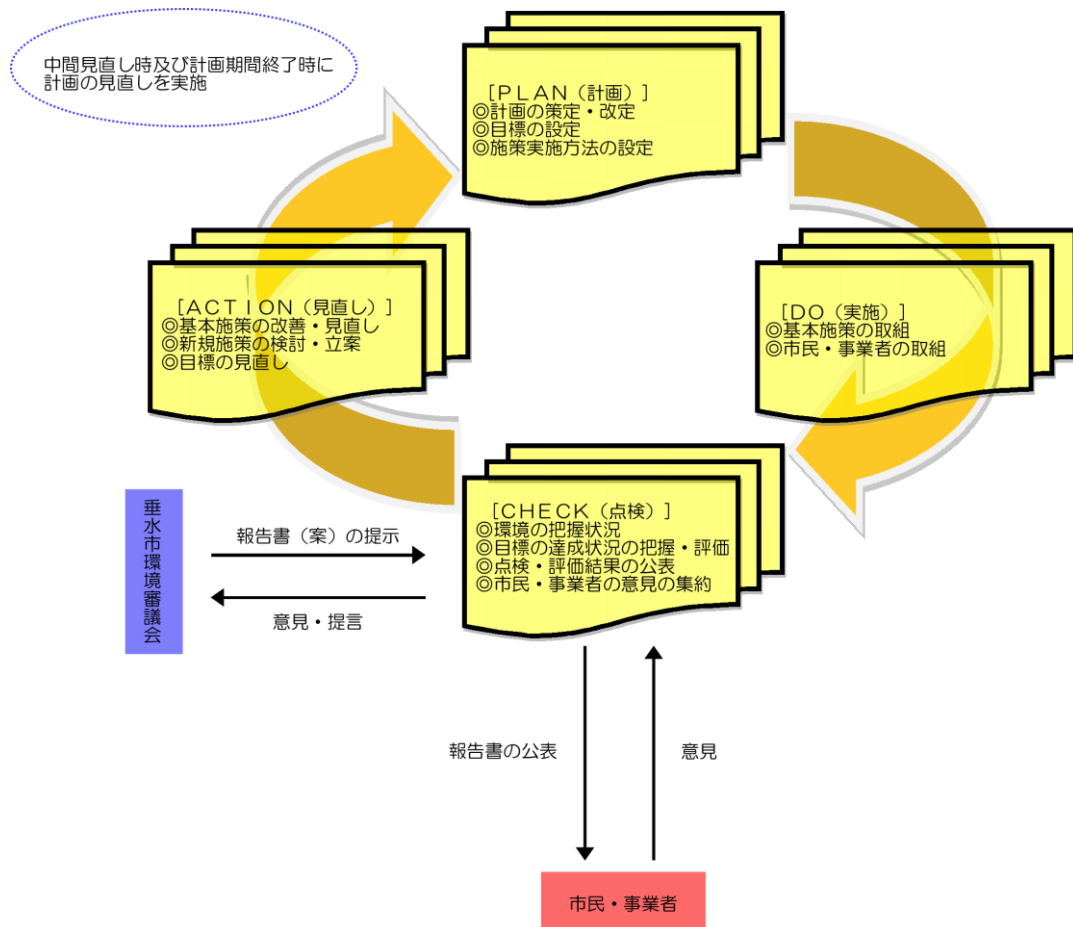 中間見直し時及び計画期間終了時に
計画の見直しを実施
［ＰＬＡＮ（計画）］
◎計画の策定・改定
◎目標の設定
◎施策実施方法の設定
［ＡＣＴＩＯＮ（見直し）］
◎基本施策の改善・見直し
◎新規施策の検討・立案
◎目標の見直し
［ＤＯ（実施）］
◎基本施策の取組
◎市民・事業者の取組
［ＣＨＥＣＫ（点検）］
◎環境の把握状況
◎目標の達成状況の把握・評価
◎点検・評価結果の公表
◎市民・事業者の意見の集約
垂水市環境審議会
報告書（案）の提示
意見・提言
報告書の公表
意見
市民・事業者